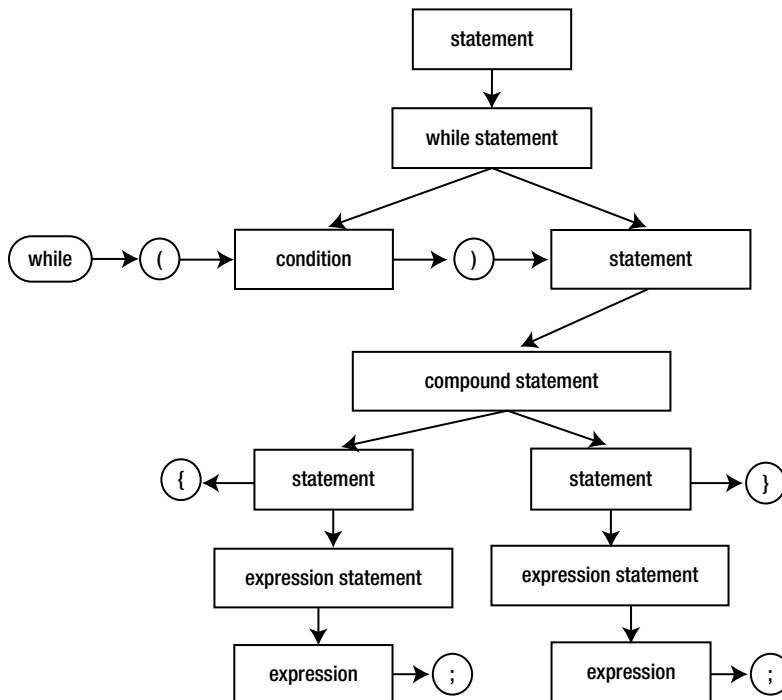 statement
while statement
while ( condition ) statement
compound statement
{ statement statement }
expression statement expression statement
expression ; expression ;